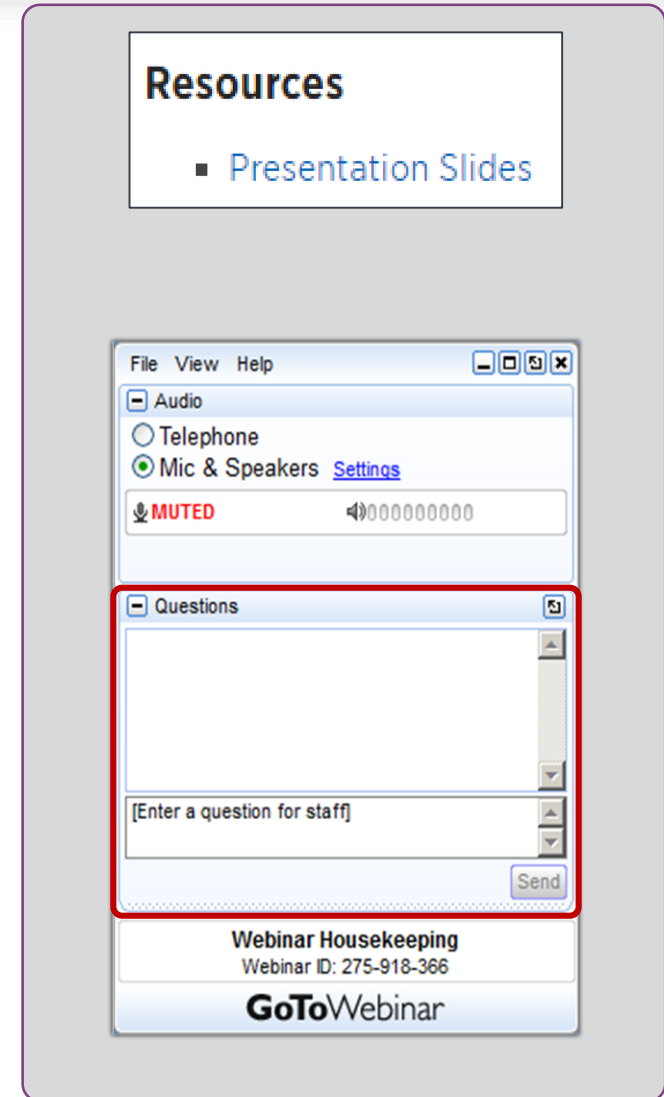 Resources
▪ Presentation Slides
File View Help
Audio
Telephone
Mic & Speakers Settings
MUTED 000000000
Questions
[Enter a question for staff]
Send
Webinar Housekeeping
Webinar ID: 275-918-366
GoToWebinar